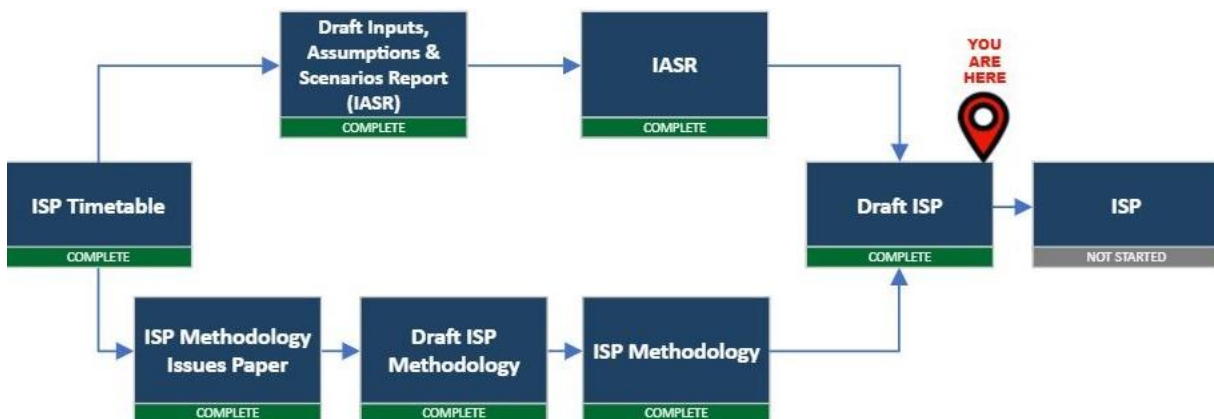 Draft Inputs,
Assumptions &
Scenarios Report
(IASR)
COMPLETE
IASR
COMPLETE
YOU
ARE
HERE
ISP Timetable
COMPLETE
Draft ISP
COMPLETE
ISP
NOT STARTED
ISP Methodology
Issues Paper
COMPLETE
Draft ISP
Methodology
COMPLETE
ISP Methodology
COMPLETE